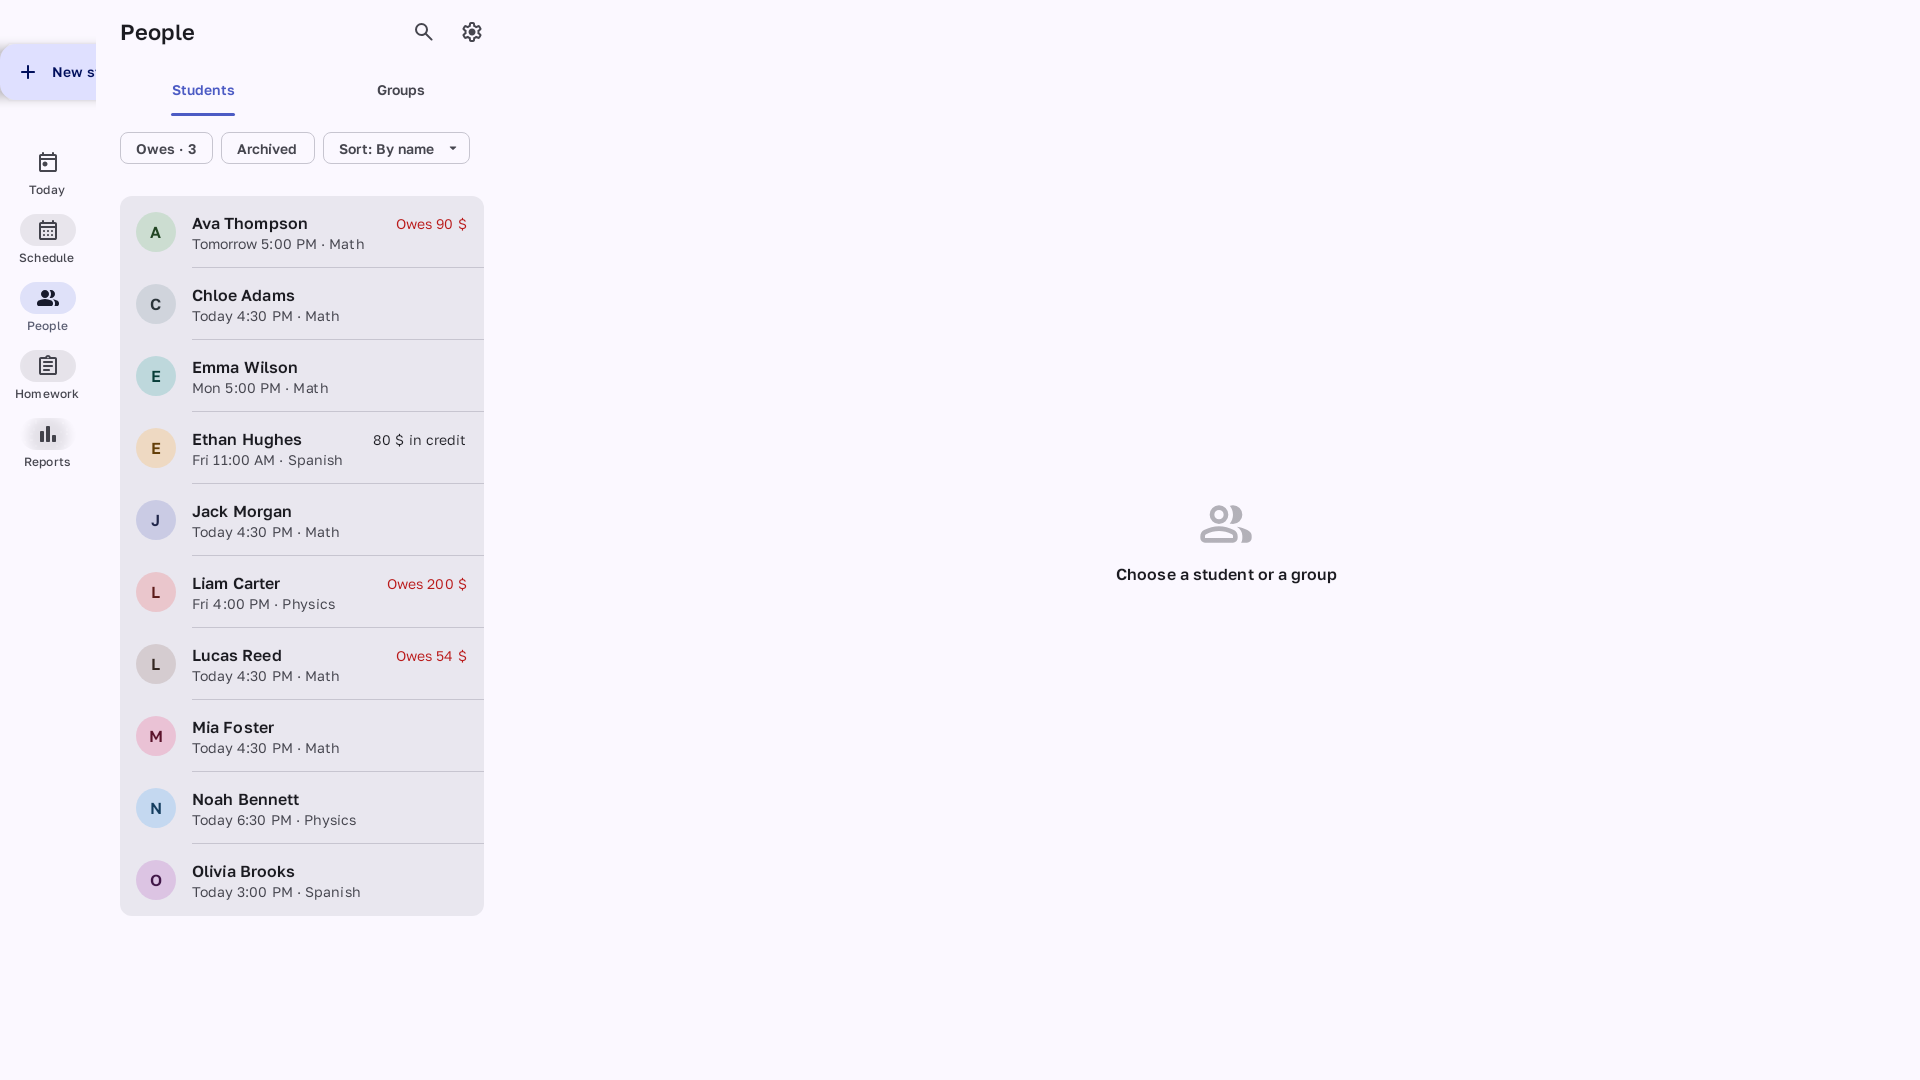 People
New s
Today
Schedule
People
Homework
Reports
Students
Groups
Owes · 3
Archived
Sort: By name
A
Ava Thompson
Owes 90 $
Tomorrow 5:00 PM · Math
C
Chloe Adams
Today 4:30 PM · Math
E
Emma Wilson
Mon 5:00 PM · Math
E
Ethan Hughes
80 $ in credit
Fri 11:00 AM · Spanish
J
Jack Morgan
Today 4:30 PM · Math
L
Liam Carter
Owes 200 $
Fri 4:00 PM · Physics
L
Lucas Reed
Owes 54 $
Today 4:30 PM · Math
M
Mia Foster
Today 4:30 PM · Math
N
Noah Bennett
Today 6:30 PM · Physics
O
Olivia Brooks
Today 3:00 PM · Spanish
Choose a student or a group